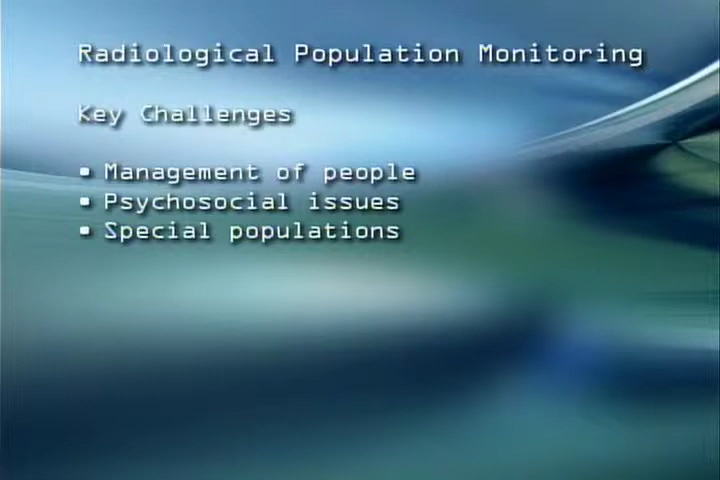 Radiological Population Monitoring
Key Challenges
• Management of people
• Psychosocial issues
• Special populations